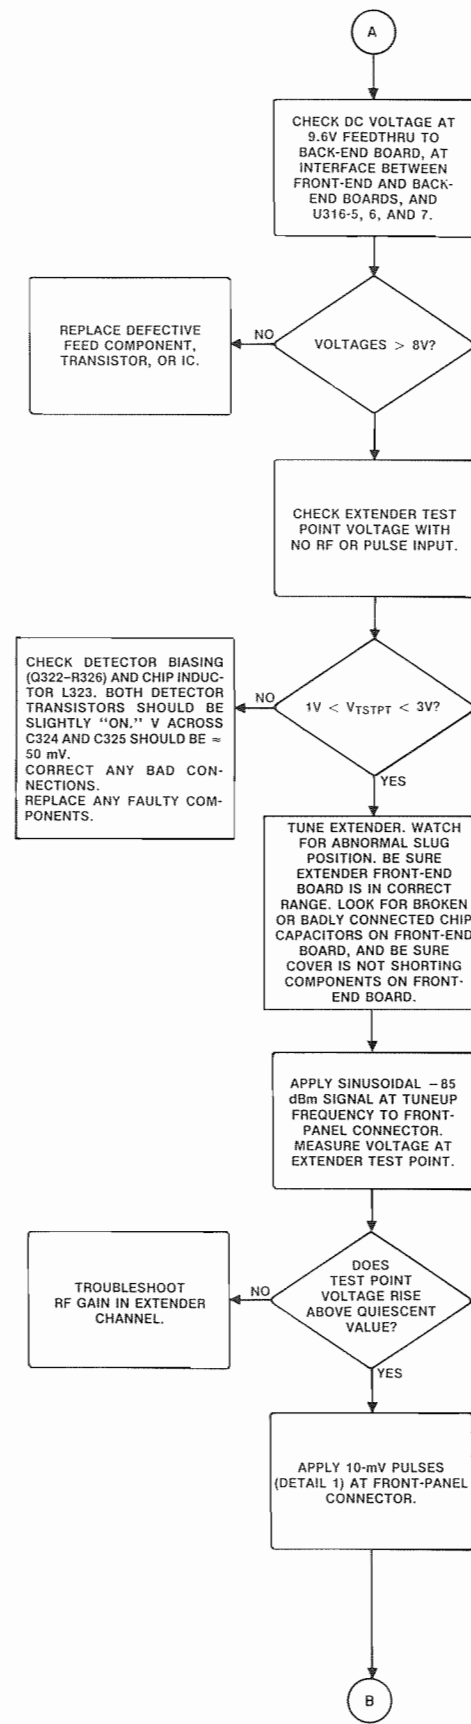 A
CHECK DC VOLTAGE AT
9.6V FEEDTHRU TO
BACK-END BOARD, AT
INTERFACE BETWEEN
FRONT-END AND BACK-
END BOARDS, AND
U316-5, 6, AND 7.
VOLTAGES > 8V?
NO
REPLACE DEFECTIVE
FEED COMPONENT,
TRANSISTOR, OR IC.
CHECK EXTENDER TEST
POINT VOLTAGE WITH
NO RF OR PULSE INPUT.
1V < VTSTPT < 3V?
NO
CHECK DETECTOR BIASING
(Q322–R326) AND CHIP INDUC-
TOR L323. BOTH DETECTOR
TRANSISTORS SHOULD BE
SLIGHTLY “ON.” V ACROSS
C324 AND C325 SHOULD BE ≈
50 mV.
CORRECT ANY BAD CON-
NECTIONS.
REPLACE ANY FAULTY COM-
PONENTS.
YES
TUNE EXTENDER. WATCH
FOR ABNORMAL SLUG
POSITION. BE SURE
EXTENDER FRONT-END
BOARD IS IN CORRECT
RANGE. LOOK FOR BROKEN
OR BADLY CONNECTED CHIP
CAPACITORS ON FRONT-END
BOARD, AND BE SURE
COVER IS NOT SHORTING
COMPONENTS ON FRONT-
END BOARD.
APPLY SINUSOIDAL –85
dBm SIGNAL AT TUNEUP
FREQUENCY TO FRONT-
PANEL CONNECTOR.
MEASURE VOLTAGE AT
EXTENDER TEST POINT.
DOES
TEST POINT
VOLTAGE RISE
ABOVE QUIESCENT
VALUE?
NO
TROUBLESHOOT
RF GAIN IN EXTENDER
CHANNEL.
YES
APPLY 10-mV PULSES
(DETAIL 1) AT FRONT-PANEL
CONNECTOR.
B